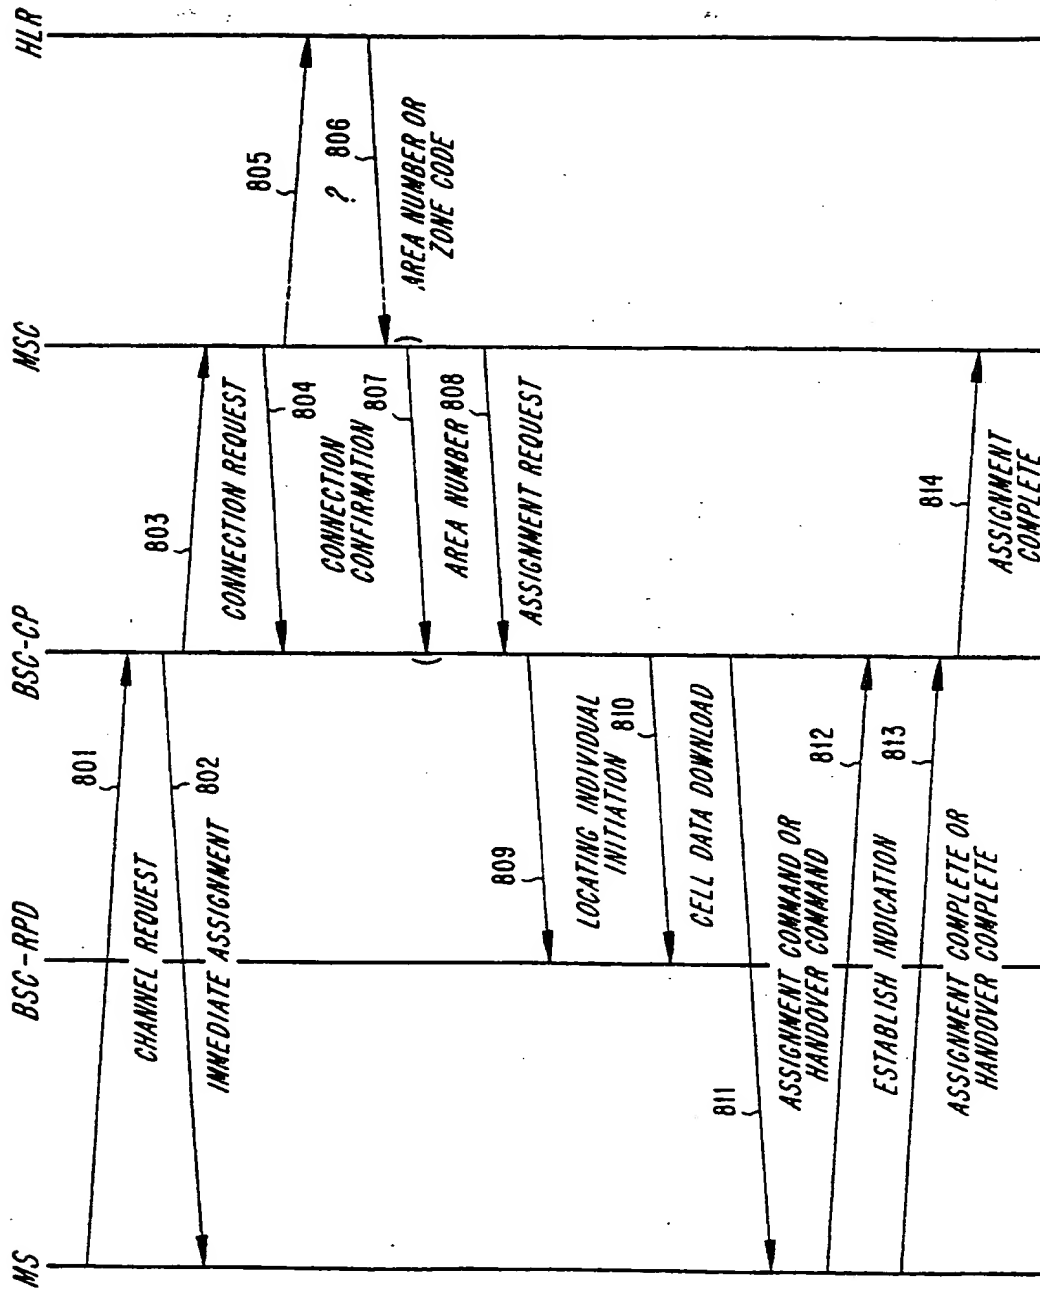 MS
BSC-RPD
BSC-CP
MSC
HLR
801
CHANNEL REQUEST
802
IMMEDIATE ASSIGNMENT
803
CONNECTION REQUEST
804
CONNECTION
CONFIRMATION
805
?
806
AREA NUMBER OR
ZONE CODE
807
AREA NUMBER
808
ASSIGNMENT REQUEST
809
LOCATING INDIVIDUAL
INITIATION
810
CELL DATA DOWNLOAD
811
ASSIGNMENT COMMAND OR
HANDOVER COMMAND
812
ESTABLISH INDICATION
813
ASSIGNMENT COMPLETE OR
HANDOVER COMPLETE
814
ASSIGNMENT
COMPLETE